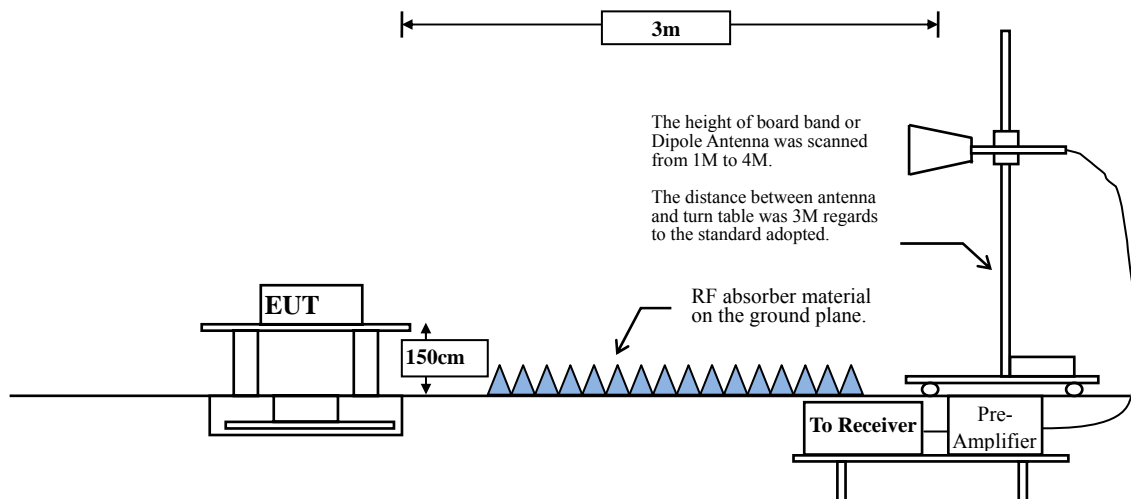 3m
The height of board band or
Dipole Antenna was scanned
from 1M to 4M.
The distance between antenna
and turn table was 3M regards
to the standard adopted.
RF absorber material
on the ground plane.
EUT
150cm
To Receiver
Pre-
Amplifier